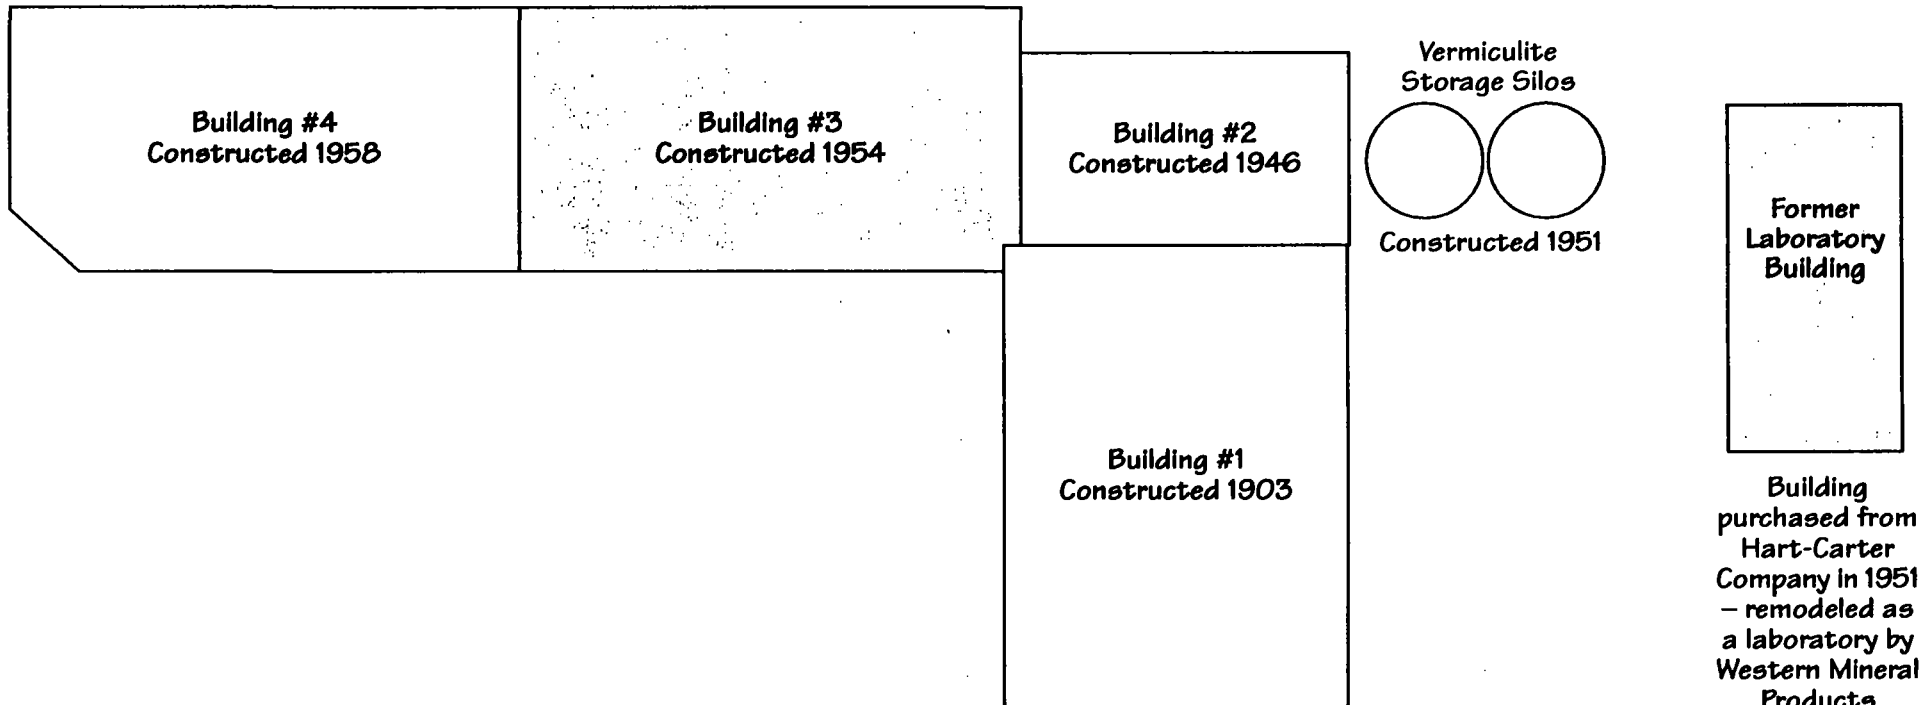 Building #4
Constructed 1958
Building #3
Constructed 1954
Building #2
Constructed 1946
Vermiculite
Storage Silos
Constructed 1951
Former
Laboratory
Building
Building #1
Constructed 1903
Building
purchased from
Hart-Carter
Company in 1951
– remodeled as
a laboratory by
Western Mineral
Products